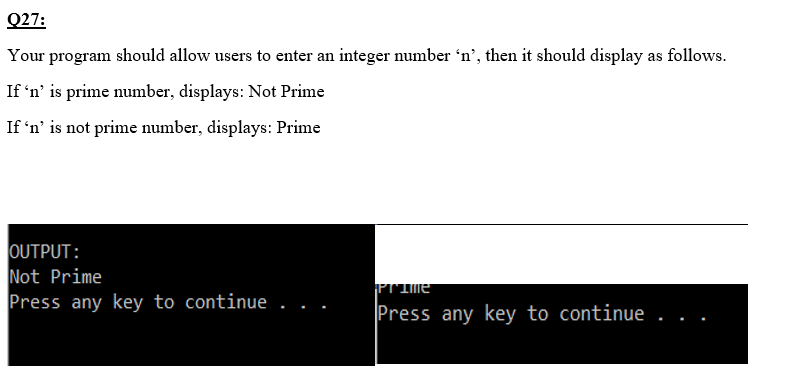 Q27:
Your program should allow users to enter an integer number ‘n’, then it should display as follows.
If ‘n’ is prime number, displays: Not Prime
If ‘n’ is not prime number, displays: Prime
OUTPUT:
Not Prime
Press any key to continue . . .
Prime
Press any key to continue . . .